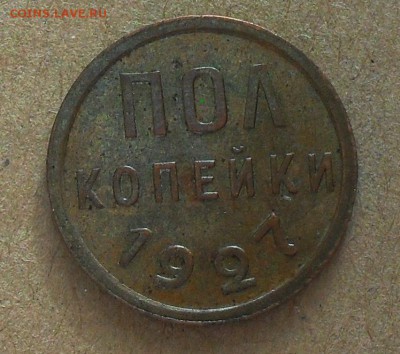 COINS.LAVE.RU
ПОЛ
КОПЕЙКИ
1927